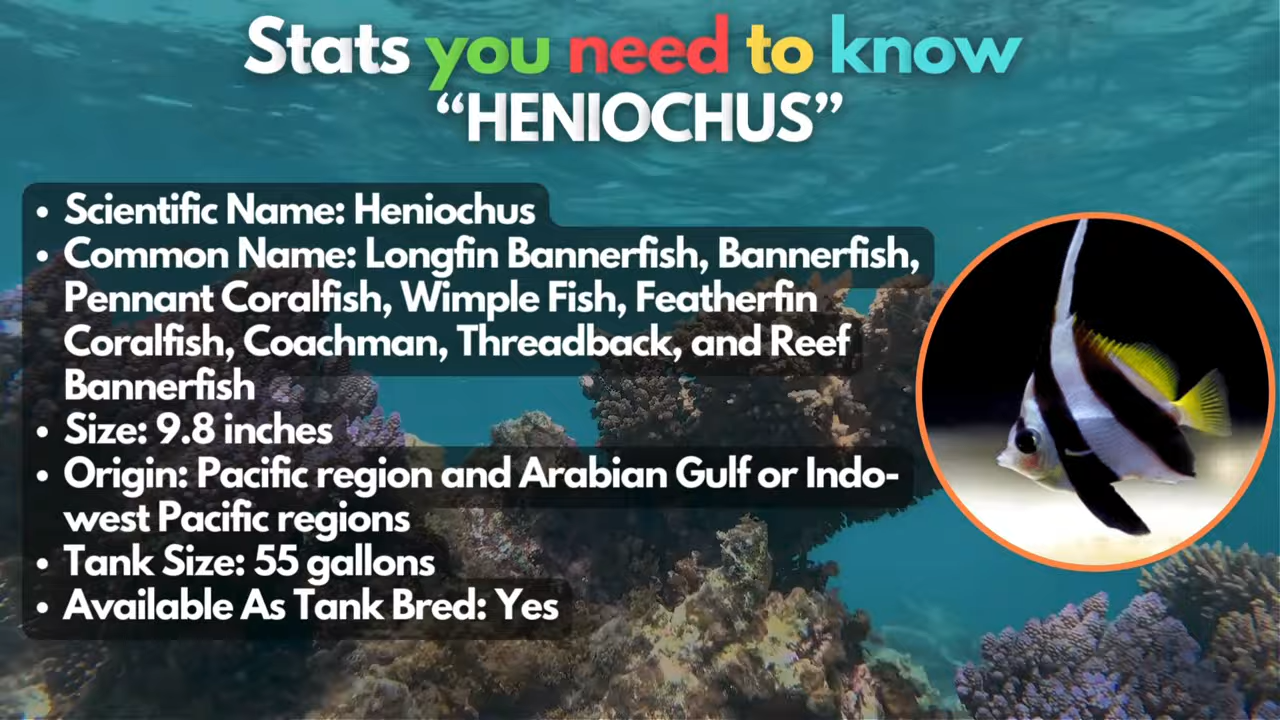 Stats you need to know
“HENIOCHUS”
• Scientific Name: Heniochus
• Common Name: Longfin Bannerfish, Bannerfish,
Pennant Coralfish, Wimple Fish, Featherfin
Coralfish, Coachman, Threadback, and Reef
Bannerfish
• Size: 9.8 inches
• Origin: Pacific region and Arabian Gulf or Indo-
west Pacific regions
• Tank Size: 55 gallons
• Available As Tank Bred: Yes